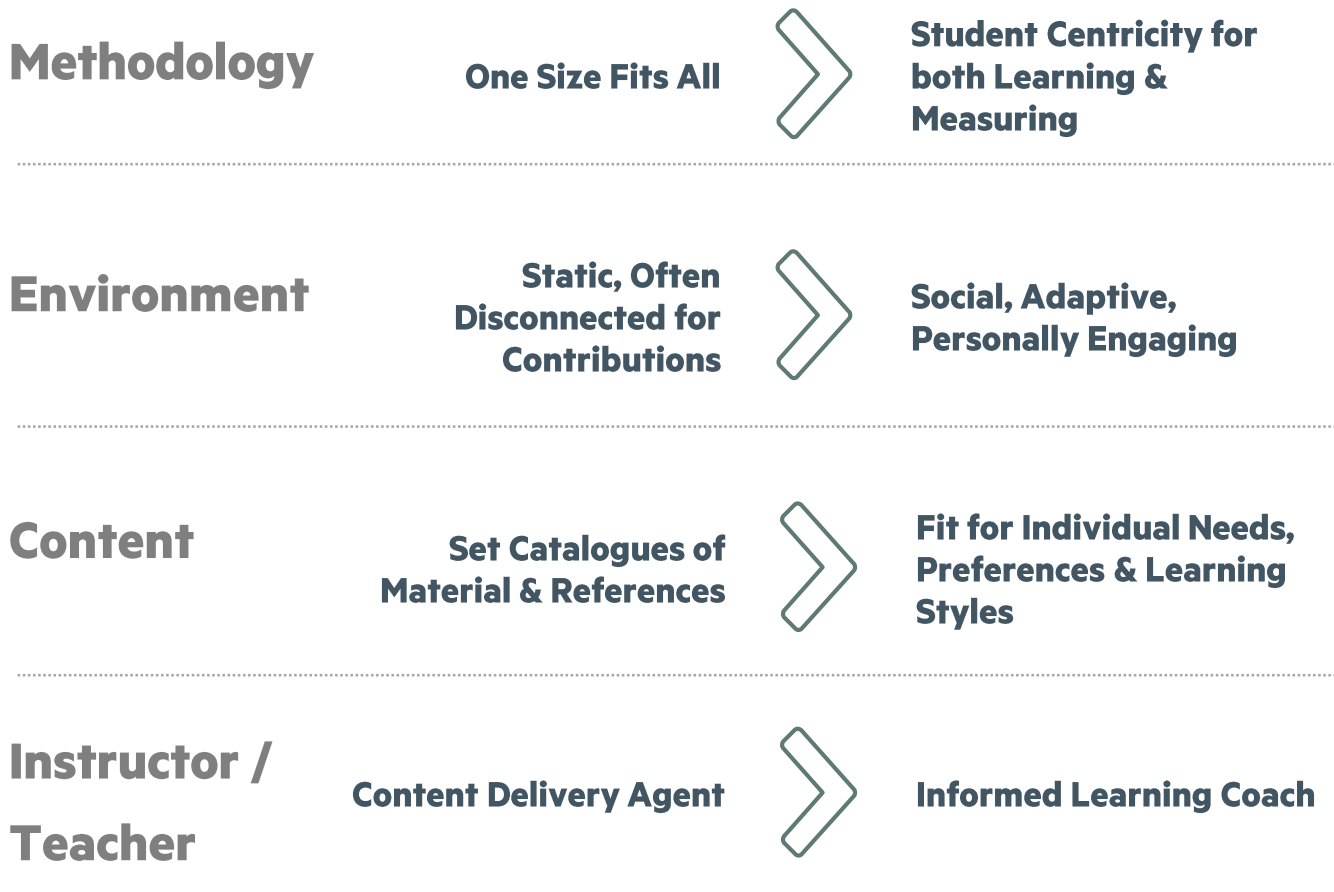 Methodology
One Size Fits All
Student Centricity for
both Learning &
Measuring
Environment
Static, Often
Disconnected for
Contributions
Social, Adaptive,
Personally Engaging
Content
Set Catalogues of
Material & References
Fit for Individual Needs,
Preferences & Learning
Styles
Instructor /
Teacher
Content Delivery Agent
Informed Learning Coach